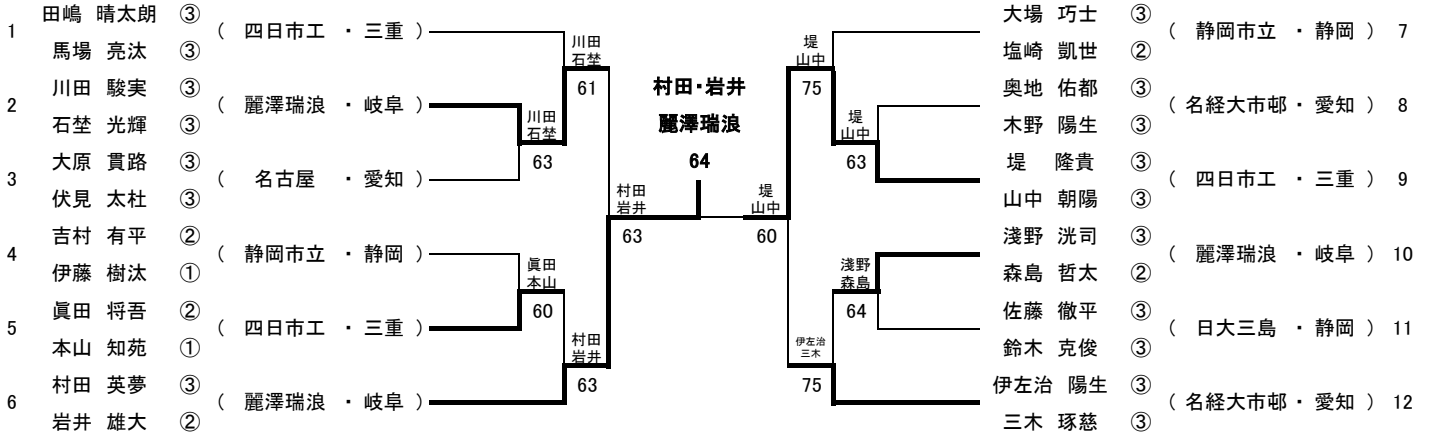 田嶋 晴太朗 ③
1 ( 四日市工 ・ 三重 )
馬場 亮汰 ③
川田 駿実 ③
2 ( 麗澤瑞浪 ・ 岐阜 )
石埜 光輝 ③
大原 貫路 ③
3 ( 名古屋 ・ 愛知 )
伏見 太杜 ③
吉村 有平 ②
4 ( 静岡市立 ・ 静岡 )
伊藤 樹汰 ①
眞田 将吾 ②
5 ( 四日市工 ・ 三重 )
本山 知苑 ①
村田 英夢 ③
6 ( 麗澤瑞浪 ・ 岐阜 )
岩井 雄大 ②
川田
石埜
61
川田
石埜
63
眞田
本山
60
村田
岩井
63
村田
岩井
63
村田・岩井
麗澤瑞浪
64
堤
山中
60
堤
山中
75
堤
山中
63
淺野
森島
64
伊左治
三木
75
大場 巧士 ③
( 静岡市立 ・ 静岡 ) 7
塩崎 凱世 ②
奥地 佑都 ③
( 名経大市邨 ・ 愛知 ) 8
木野 陽生 ③
堤 隆貴 ③
( 四日市工 ・ 三重 ) 9
山中 朝陽 ③
淺野 洸司 ③
( 麗澤瑞浪 ・ 岐阜 ) 10
森島 哲太 ②
佐藤 徹平 ③
( 日大三島 ・ 静岡 ) 11
鈴木 克俊 ③
伊左治 陽生 ③
( 名経大市邨 ・ 愛知 ) 12
三木 琢慈 ③